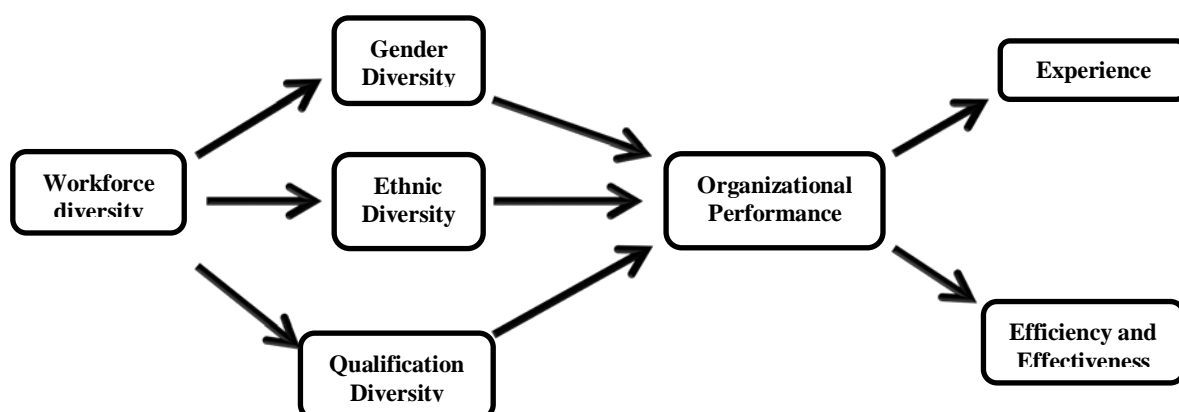 Gender
Diversity
Experience
Workforce
diversity
Ethnic
Diversity
Organizational
Performance
Qualification
Diversity
Efficiency and
Effectiveness